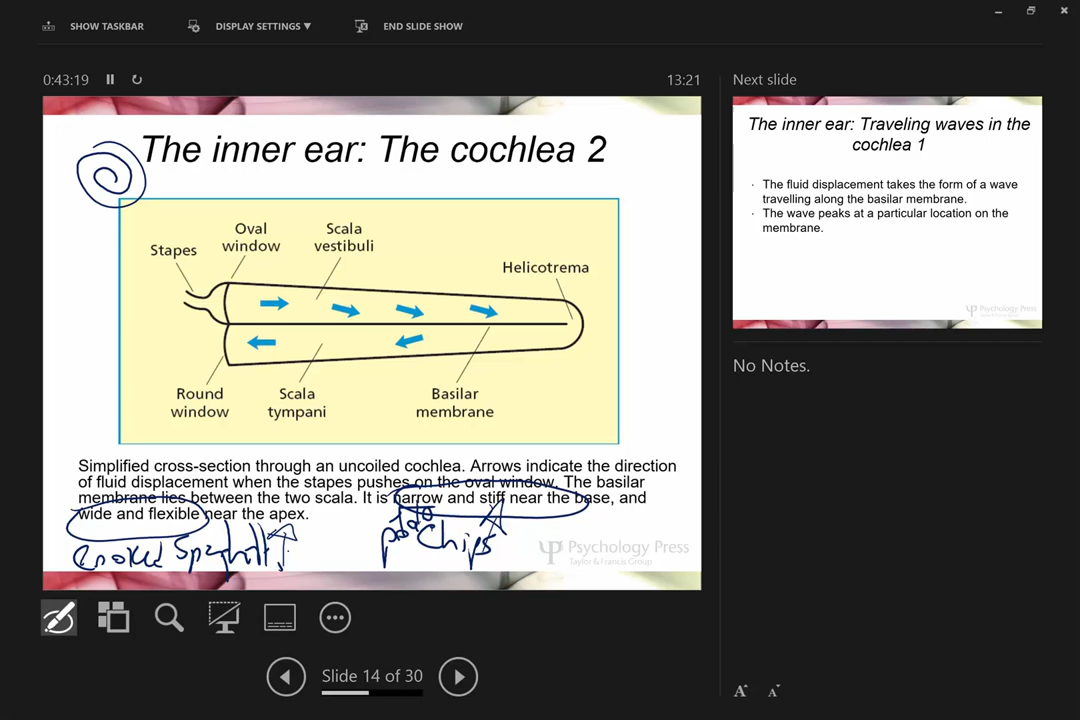 SHOW TASKBAR
DISPLAY SETTINGS ▼
END SLIDE SHOW
0:43:19
13:21
The inner ear: The cochlea 2
Stapes
Oval
window
Scala
vestibuli
Helicotrema
Round
window
Scala
tympani
Basilar
membrane
Simplified cross-section through an uncoiled cochlea. Arrows indicate the direction
of fluid displacement when the stapes pushes on the oval window. The basilar
membrane lies between the two scala. It is narrow and stiff near the base, and
wide and flexible near the apex.
potato
chips
Spaghetti
Psychology Press
Taylor & Francis Group
Slide 14 of 30
Next slide
The inner ear: Traveling waves in the
cochlea 1
· The fluid displacement takes the form of a wave
travelling along the basilar membrane.
· The wave peaks at a particular location on the
membrane.
Psychology Press
No Notes.
A A